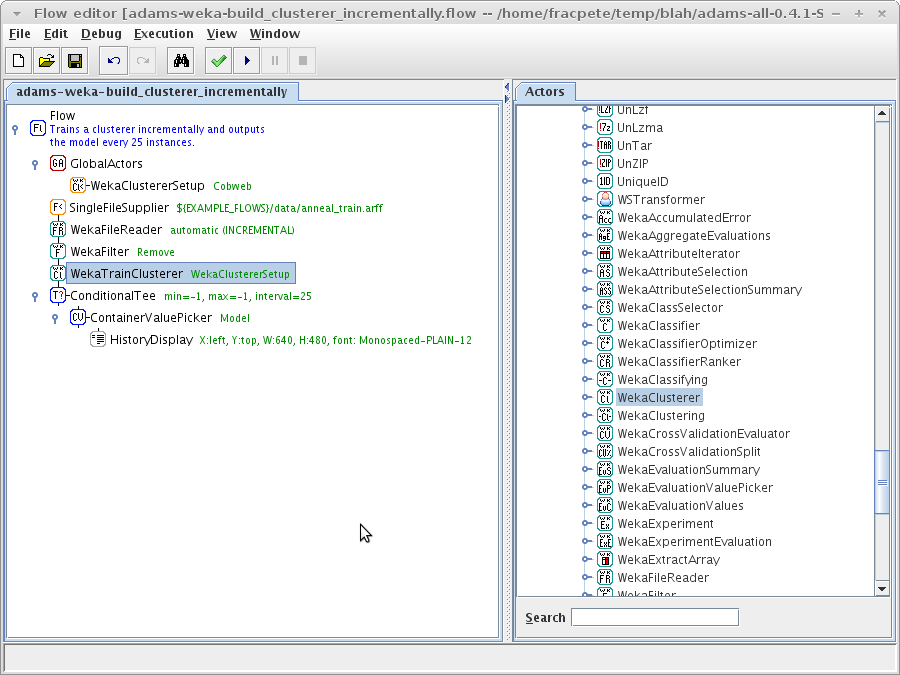 Flow editor [adams-weka-build_clusterer_incrementally.flow -- /home/fracpete/temp/blah/adams-all-0.4.1-S
File Edit Debug Execution View Window
adams-weka-build_clusterer_incrementally
Flow
Trains a clusterer incrementally and outputs
the model every 25 instances.
GlobalActors
WekaClustererSetup Cobweb
SingleFileSupplier ${EXAMPLE_FLOWS}/data/anneal_train.arff
WekaFileReader automatic (INCREMENTAL)
WekaFilter Remove
WekaTrainClusterer WekaClustererSetup
ConditionalTee min=-1, max=-1, interval=25
ContainerValuePicker Model
HistoryDisplay X:left, Y:top, W:640, H:480, font: Monospaced-PLAIN-12
Actors
UnLzf
UnLzma
UnTar
UnZIP
UniqueID
WSTransformer
WekaAccumulatedError
WekaAggregateEvaluations
WekaAttributeIterator
WekaAttributeSelection
WekaAttributeSelectionSummary
WekaClassSelector
WekaClassifier
WekaClassifierOptimizer
WekaClassifierRanker
WekaClassifying
WekaClusterer
WekaClustering
WekaCrossValidationEvaluator
WekaCrossValidationSplit
WekaEvaluationSummary
WekaEvaluationValuePicker
WekaEvaluationValues
WekaExperiment
WekaExperimentEvaluation
WekaExtractArray
WekaFileReader
WekaFilter
Search